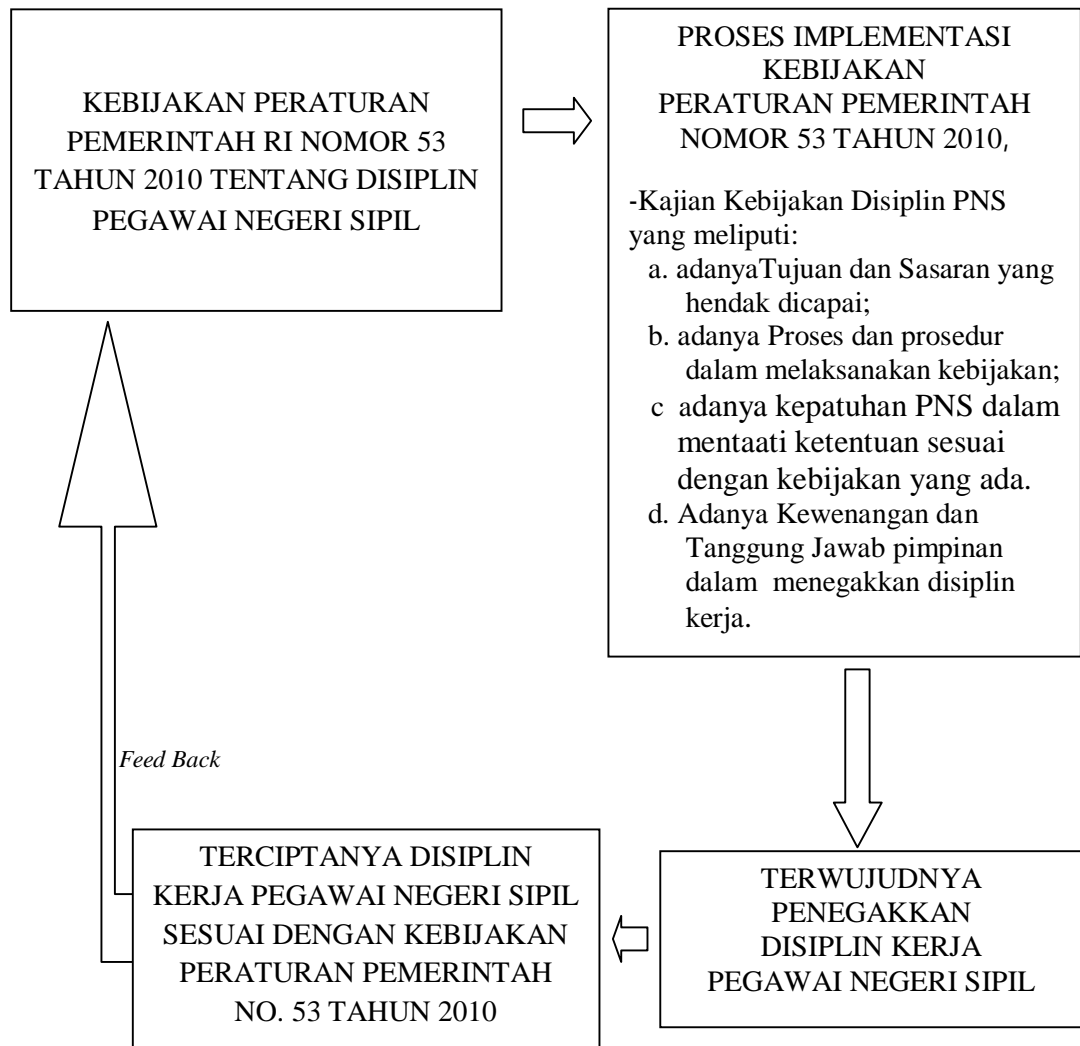 KEBIJAKAN PERATURAN
PEMERINTAH RI NOMOR 53
TAHUN 2010 TENTANG DISIPLIN
PEGAWAI NEGERI SIPIL
PROSES IMPLEMENTASI
KEBIJAKAN
PERATURAN PEMERINTAH
NOMOR 53 TAHUN 2010,
-Kajian Kebijakan Disiplin PNS
yang meliputi:
a. adanyaTujuan dan Sasaran yang
hendak dicapai;
b. adanya Proses dan prosedur
dalam melaksanakan kebijakan;
c adanya kepatuhan PNS dalam
mentaati ketentuan sesuai
dengan kebijakan yang ada.
d. Adanya Kewenangan dan
Tanggung Jawab pimpinan
dalam menegakkan disiplin
kerja.
TERWUJUDNYA
PENEGAKKAN
DISIPLIN KERJA
PEGAWAI NEGERI SIPIL
TERCIPTANYA DISIPLIN
KERJA PEGAWAI NEGERI SIPIL
SESUAI DENGAN KEBIJAKAN
PERATURAN PEMERINTAH
NO. 53 TAHUN 2010
Feed Back